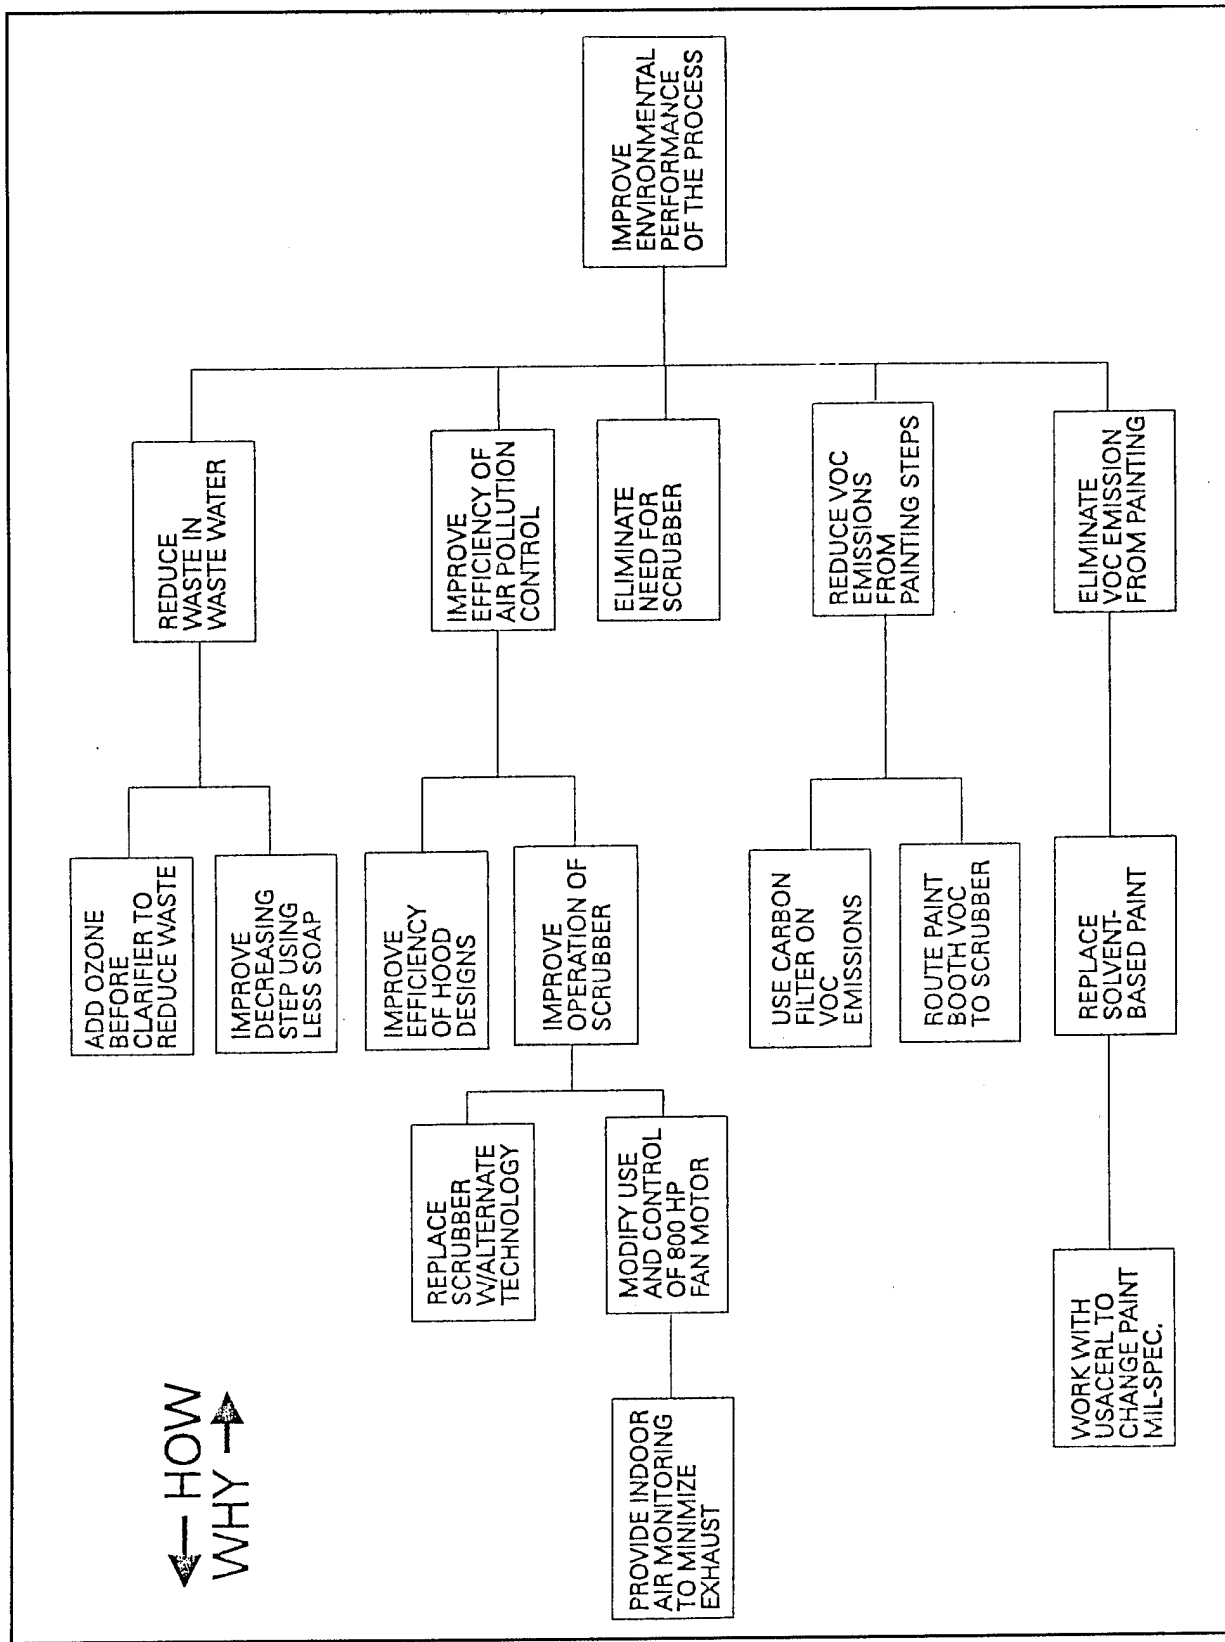 ← HOW
WHY →
IMPROVE
ENVIRONMENTAL
PERFORMANCE
OF THE PROCESS
REDUCE
WASTE IN
WASTE WATER
IMPROVE
EFFICIENCY OF
AIR POLLUTION
CONTROL
ELIMINATE
NEED FOR
SCRUBBER
REDUCE VOC
EMISSIONS
FROM
PAINTING STEPS
ELIMINATE
VOC EMISSION
FROM PAINTING
ADD OZONE
BEFORE
CLARIFIER TO
REDUCE WASTE
IMPROVE
DECREASING
STEP USING
LESS SOAP
IMPROVE
EFFICIENCY
OF HOOD
DESIGNS
IMPROVE
OPERATION OF
SCRUBBER
USE CARBON
FILTER ON
VOC
EMISSIONS
ROUTE PAINT
BOOTH VOC
TO SCRUBBER
REPLACE
SOLVENT-
BASED PAINT
REPLACE
SCRUBBER
W/ALTERNATE
TECHNOLOGY
MODIFY USE
AND CONTROL
OF 800 HP
FAN MOTOR
PROVIDE INDOOR
AIR MONITORING
TO MINIMIZE
EXHAUST
WORK WITH
USACERL TO
CHANGE PAINT
MIL-SPEC.